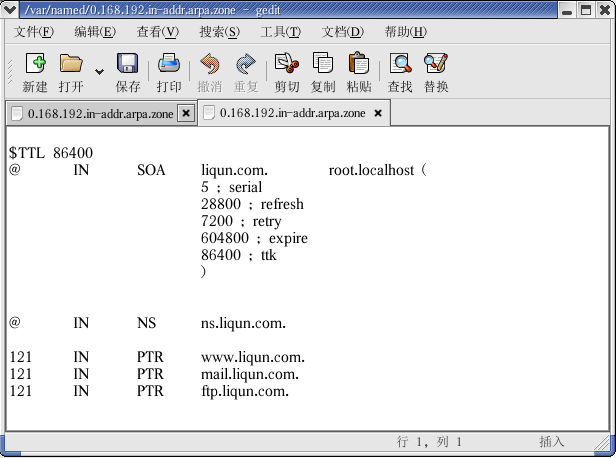 /var/named/0.168.192.in-addr.arpa.zone - gedit
文件(F) 编辑(E) 查看(V) 搜索(S) 工具(T) 文档(D) 帮助(H)
新建 打开 保存 打印 撤消 重复 剪切 复制 粘贴 查找 替换
0.168.192.in-addr.arpa.zone 0.168.192.in-addr.arpa.zone
$TTL 86400
@ IN SOA liqun.com. root.localhost (
5 ; serial
28800 ; refresh
7200 ; retry
604800 ; expire
86400 ; ttk
)
@ IN NS ns.liqun.com.
121 IN PTR www.liqun.com.
121 IN PTR mail.liqun.com.
121 IN PTR ftp.liqun.com.
行 1, 列 1 插入